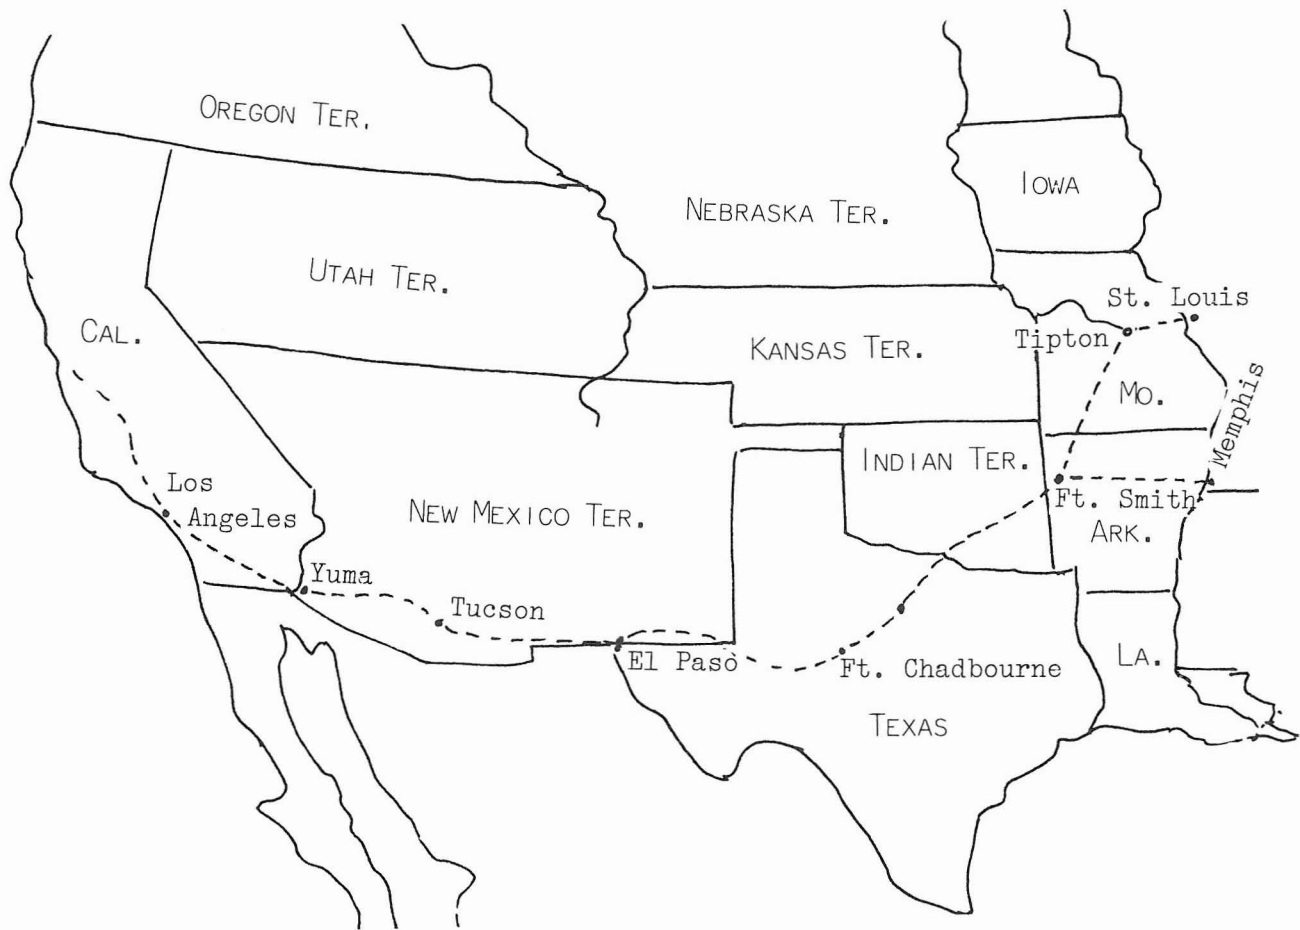 OREGON TER.
IOWA
NEBRASKA TER.
UTAH TER.
St. Louis
CAL.
Tipton
KANSAS TER.
MO.
Memphis
INDIAN TER.
Los
Angeles
NEW MEXICO TER.
Ft. Smith
ARK.
Yuma
Tucson
El Paso
Ft. Chadbourne
LA.
TEXAS